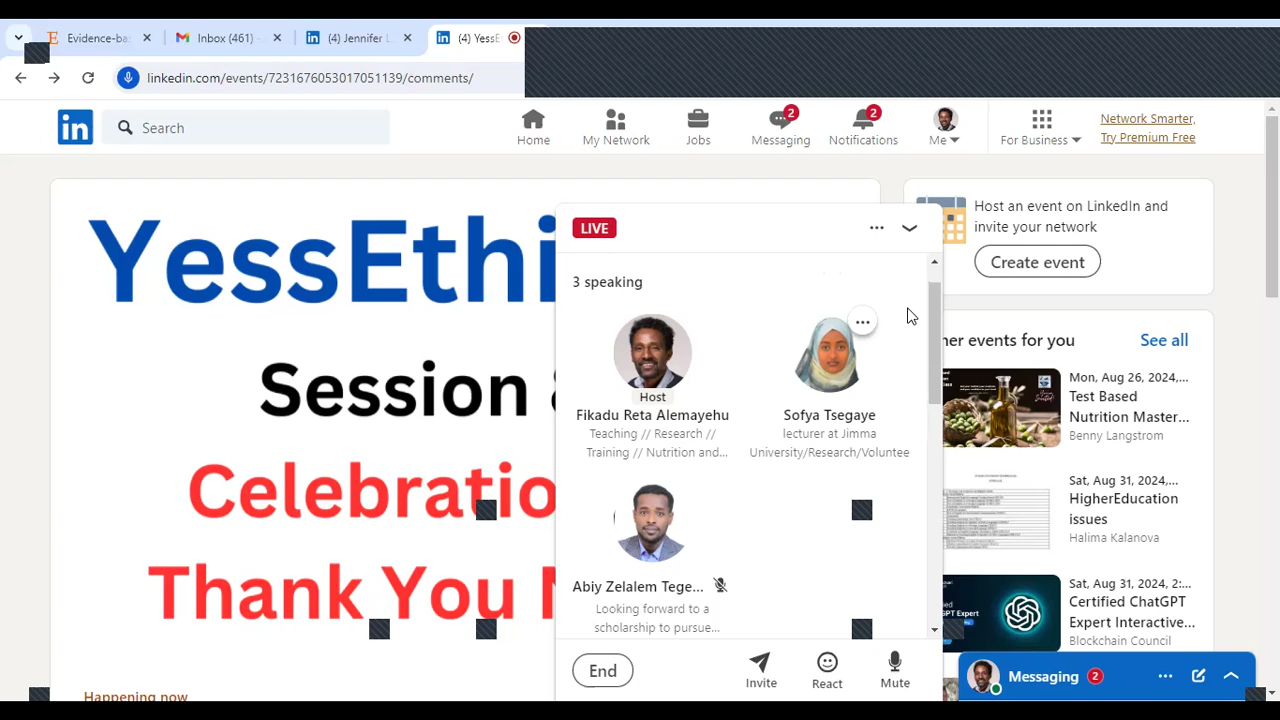 Evidence-ba
Inbox (461) -
(4) Jennifer L
(4) YessE
linkedin.com/events/7231676053017051139/comments/
in
Search
Home
My Network
Jobs
2
Messaging
2
Notifications
Me
For Business
Network Smarter,
Try Premium Free
YessEthi
Session &
Celebratio
Thank You N
Happening now
LIVE
3 speaking
Host
Fikadu Reta Alemayehu
Teaching // Research //
Training // Nutrition and...
Sofya Tsegaye
lecturer at Jimma
University/Research/Voluntee
Abiy Zelalem Tege...
Looking forward to a
scholarship to pursue...
End
Invite
React
Mute
Host an event on LinkedIn and
invite your network
Create event
her events for you
See all
Mon, Aug 26, 2024,...
Test Based
Nutrition Master...
Benny Langstrom
Sat, Aug 31, 2024,...
HigherEducation
issues
Halima Kalanova
Sat, Aug 31, 2024, 2:...
Certified ChatGPT
Expert Interactive...
Blockchain Council
Messaging 2